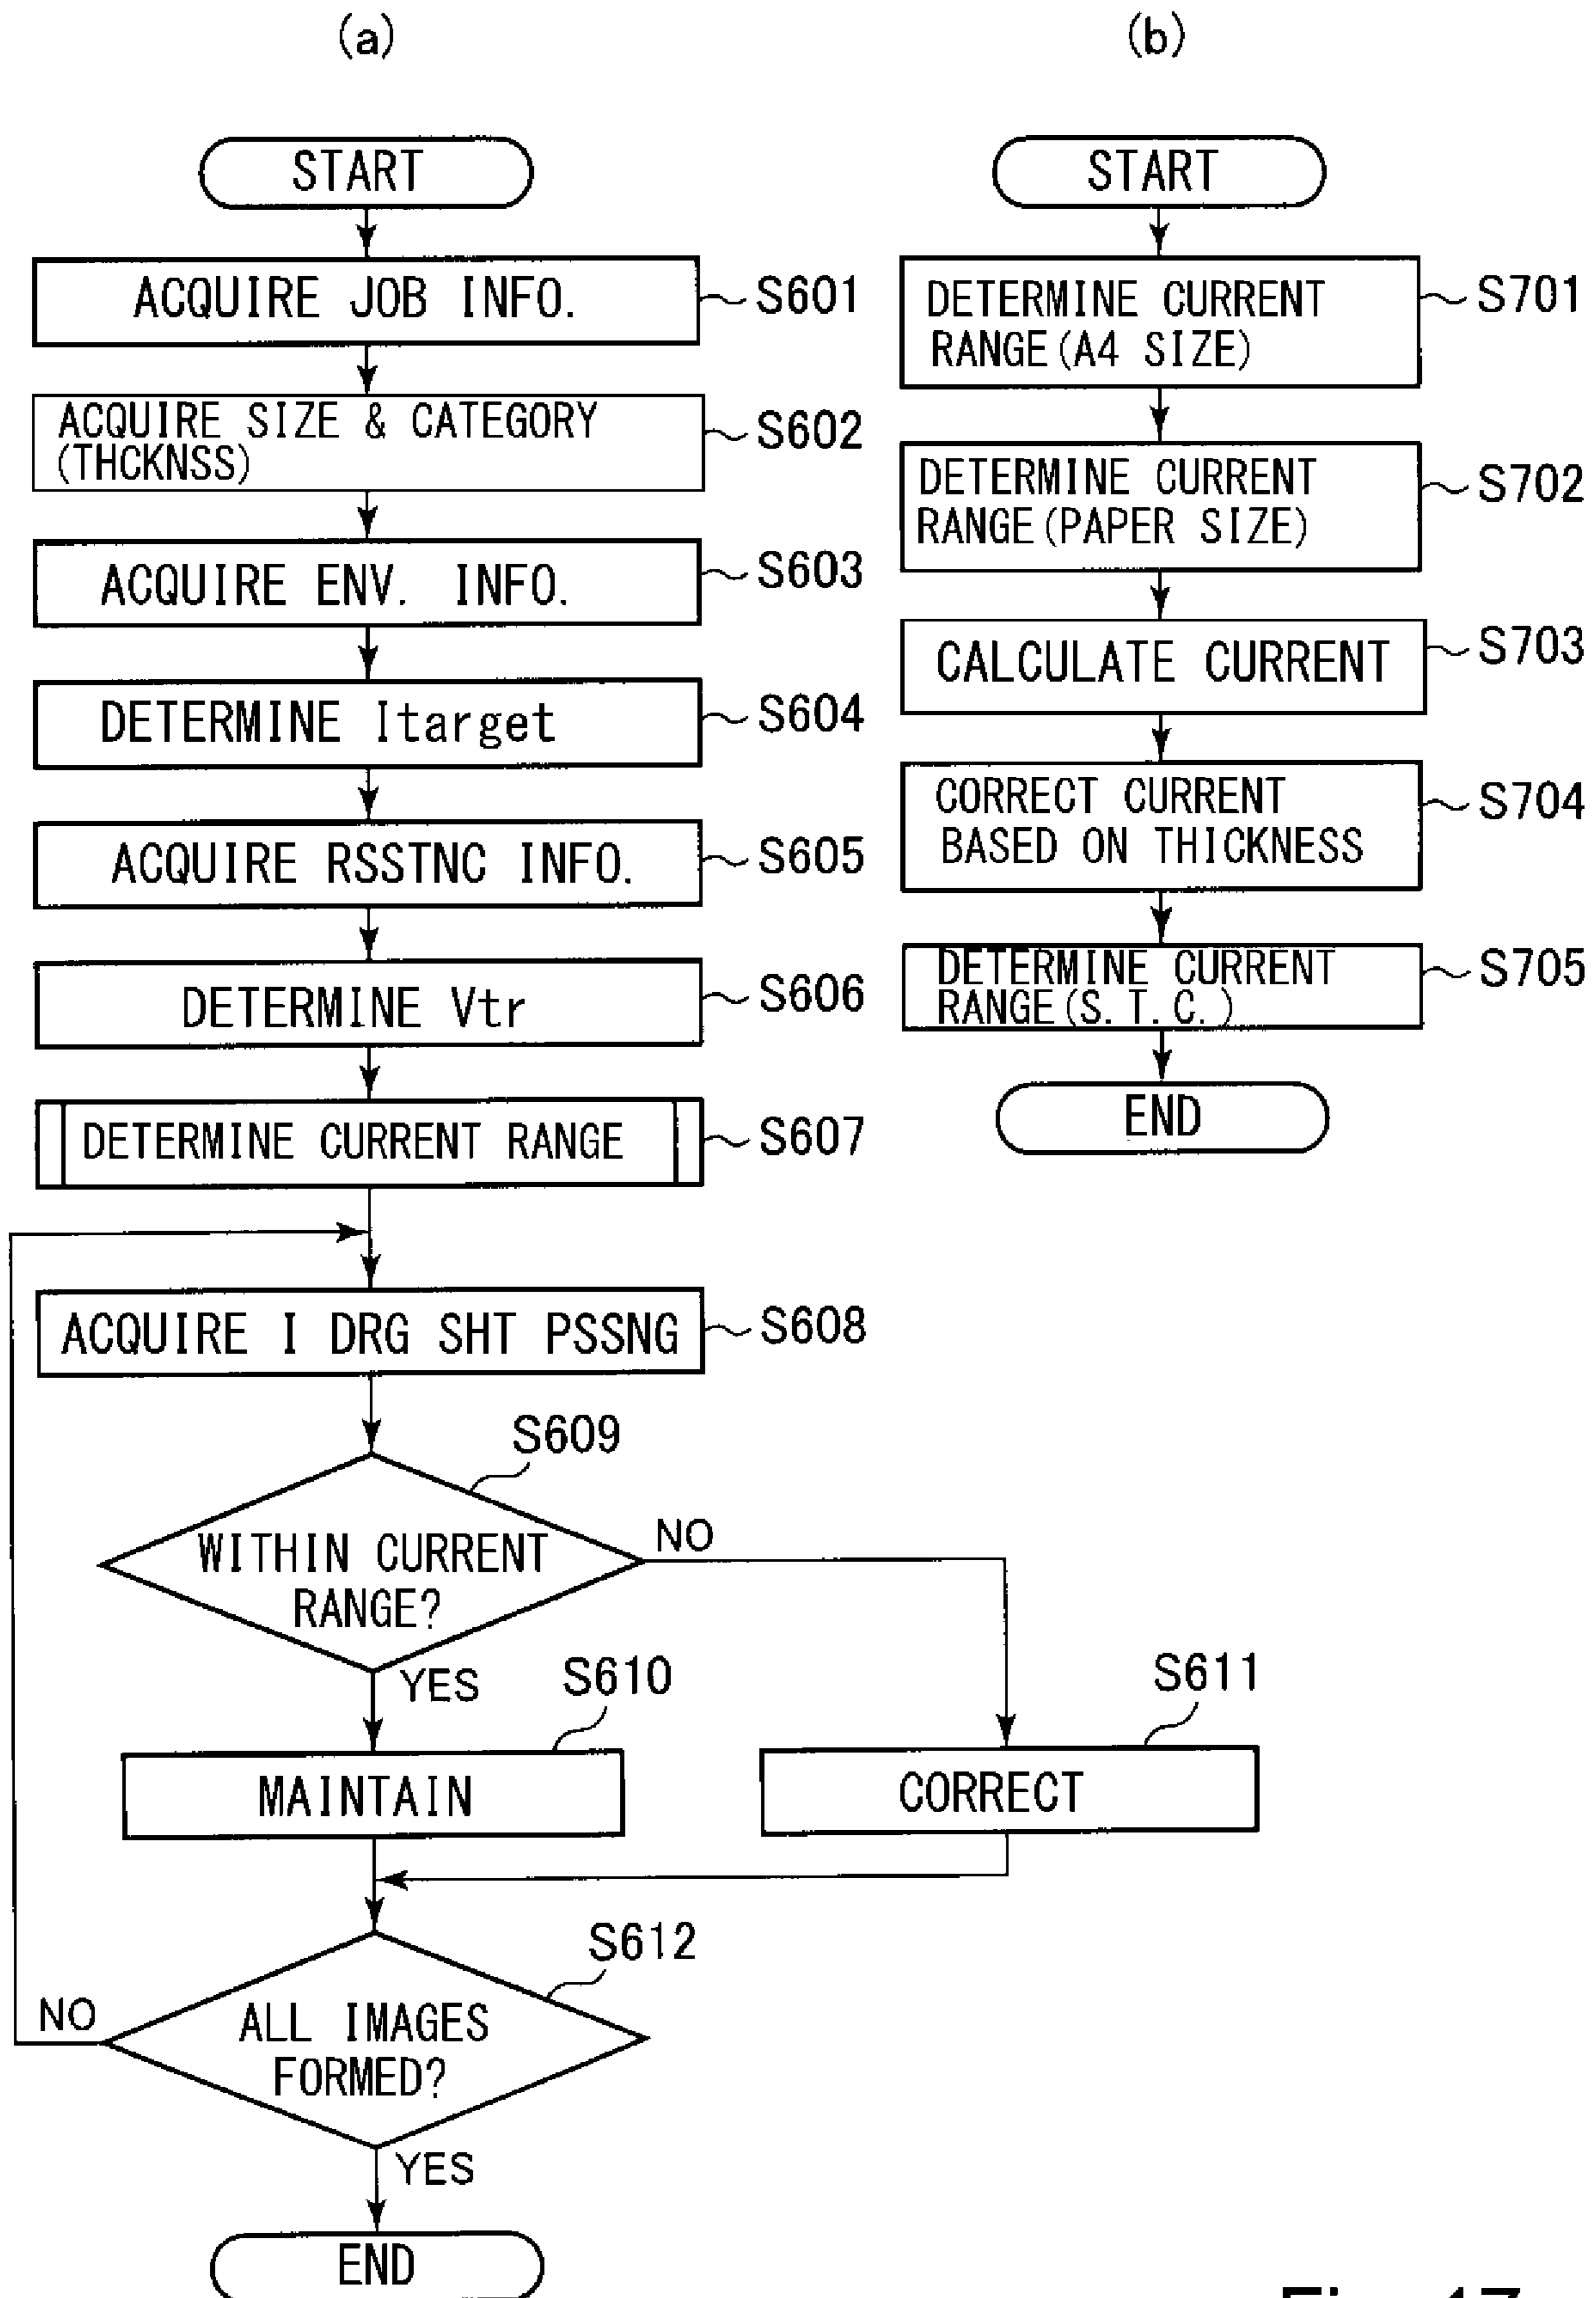 (a)
START
ACQUIRE JOB INFO.
S601
ACQUIRE SIZE & CATEGORY
(THCKNSS)
S602
ACQUIRE ENV. INFO.
S603
DETERMINE Itarget
S604
ACQUIRE RSSTNC INFO.
S605
DETERMINE Vtr
S606
DETERMINE CURRENT RANGE
S607
ACQUIRE I DRG SHT PSSNG
S608
S609
WITHIN CURRENT
RANGE?
NO
YES
S610
MAINTAIN
S611
CORRECT
S612
ALL IMAGES
FORMED?
NO
YES
END
(b)
START
DETERMINE CURRENT
RANGE(A4 SIZE)
S701
DETERMINE CURRENT
RANGE(PAPER SIZE)
S702
CALCULATE CURRENT
S703
CORRECT CURRENT
BASED ON THICKNESS
S704
DETERMINE CURRENT
RANGE(S.T.C.)
S705
END